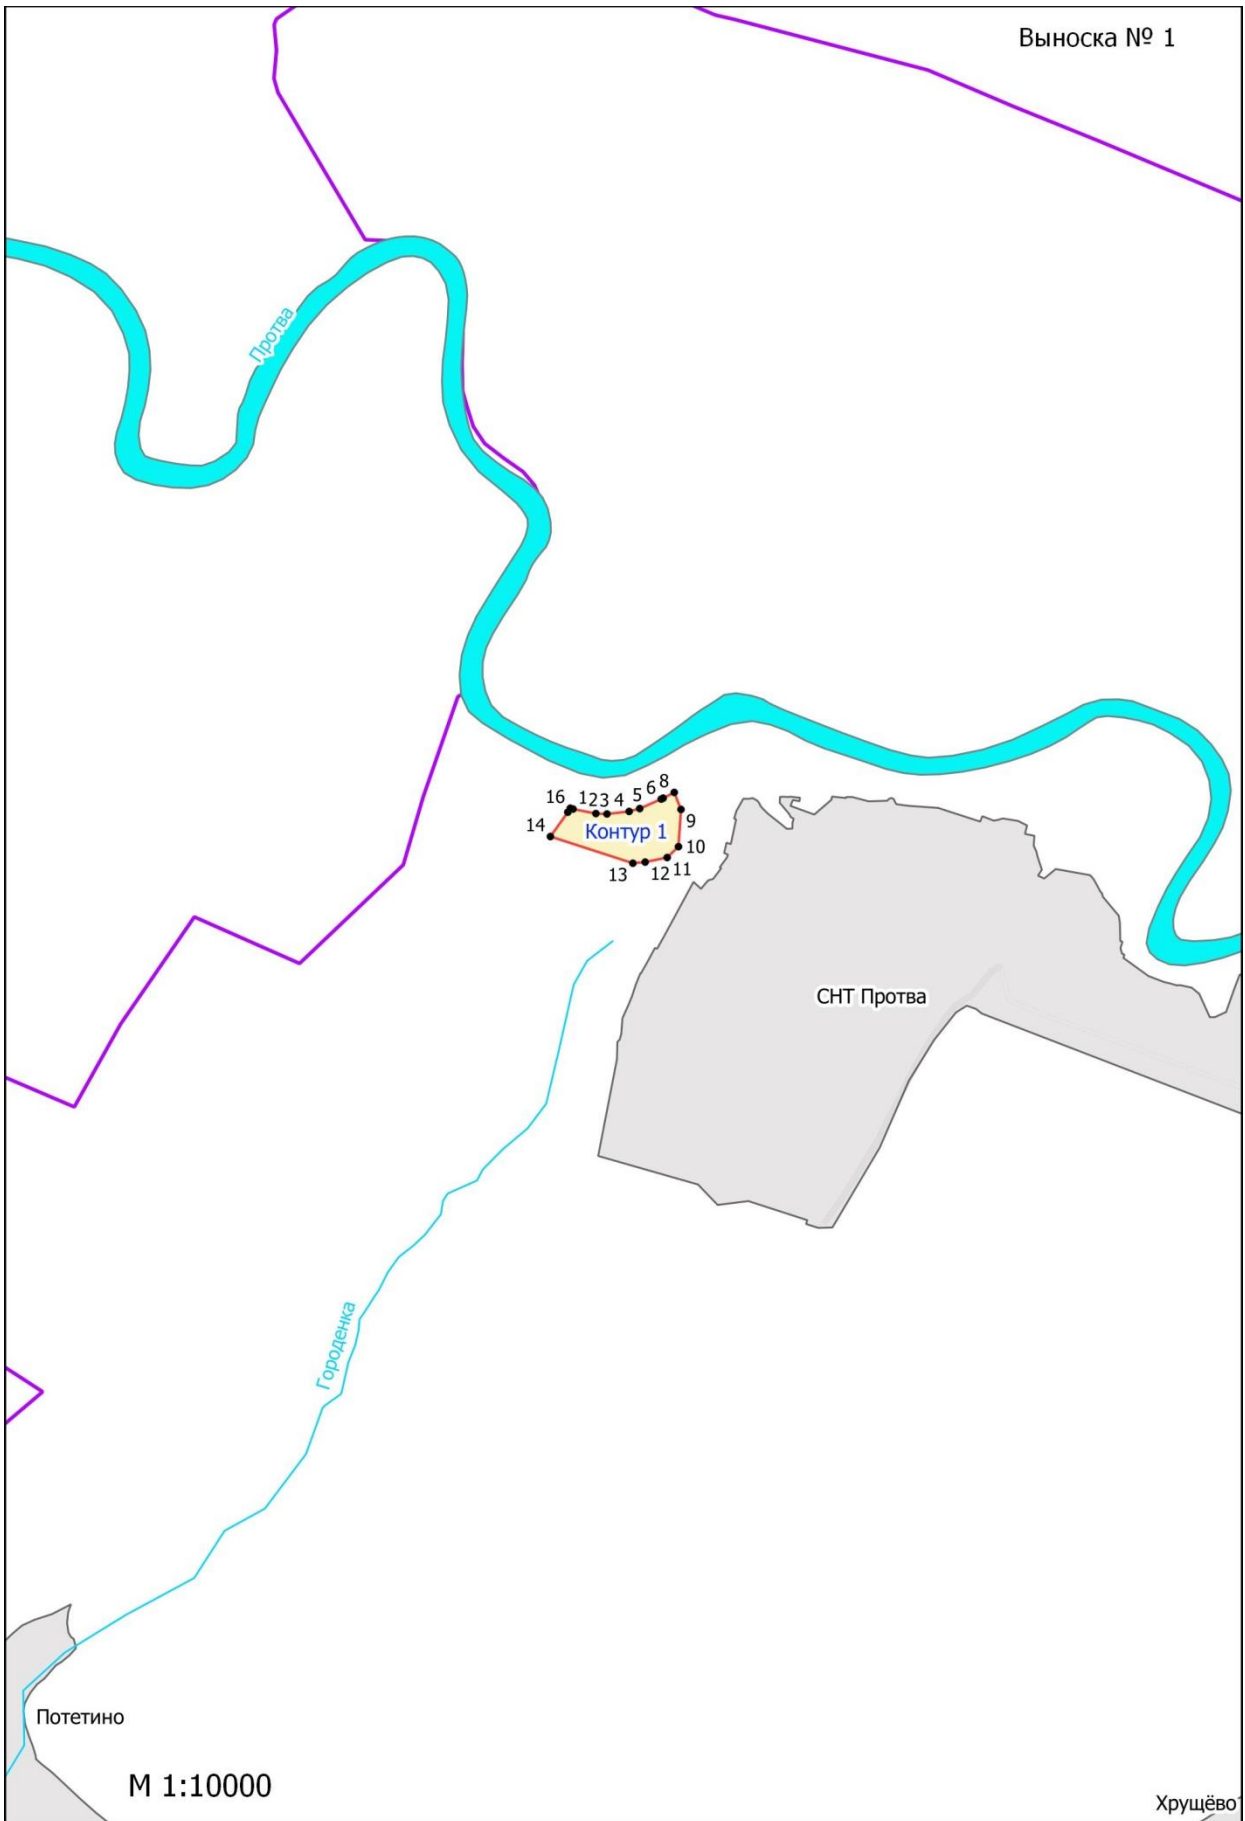 Выноска № 1
Протва
16 1 2 3 4 5 6 8
14 Контур 1 9
10
13 12 11
СНТ Протва
Городенка
Потетино
М 1:10000
Хрущёво